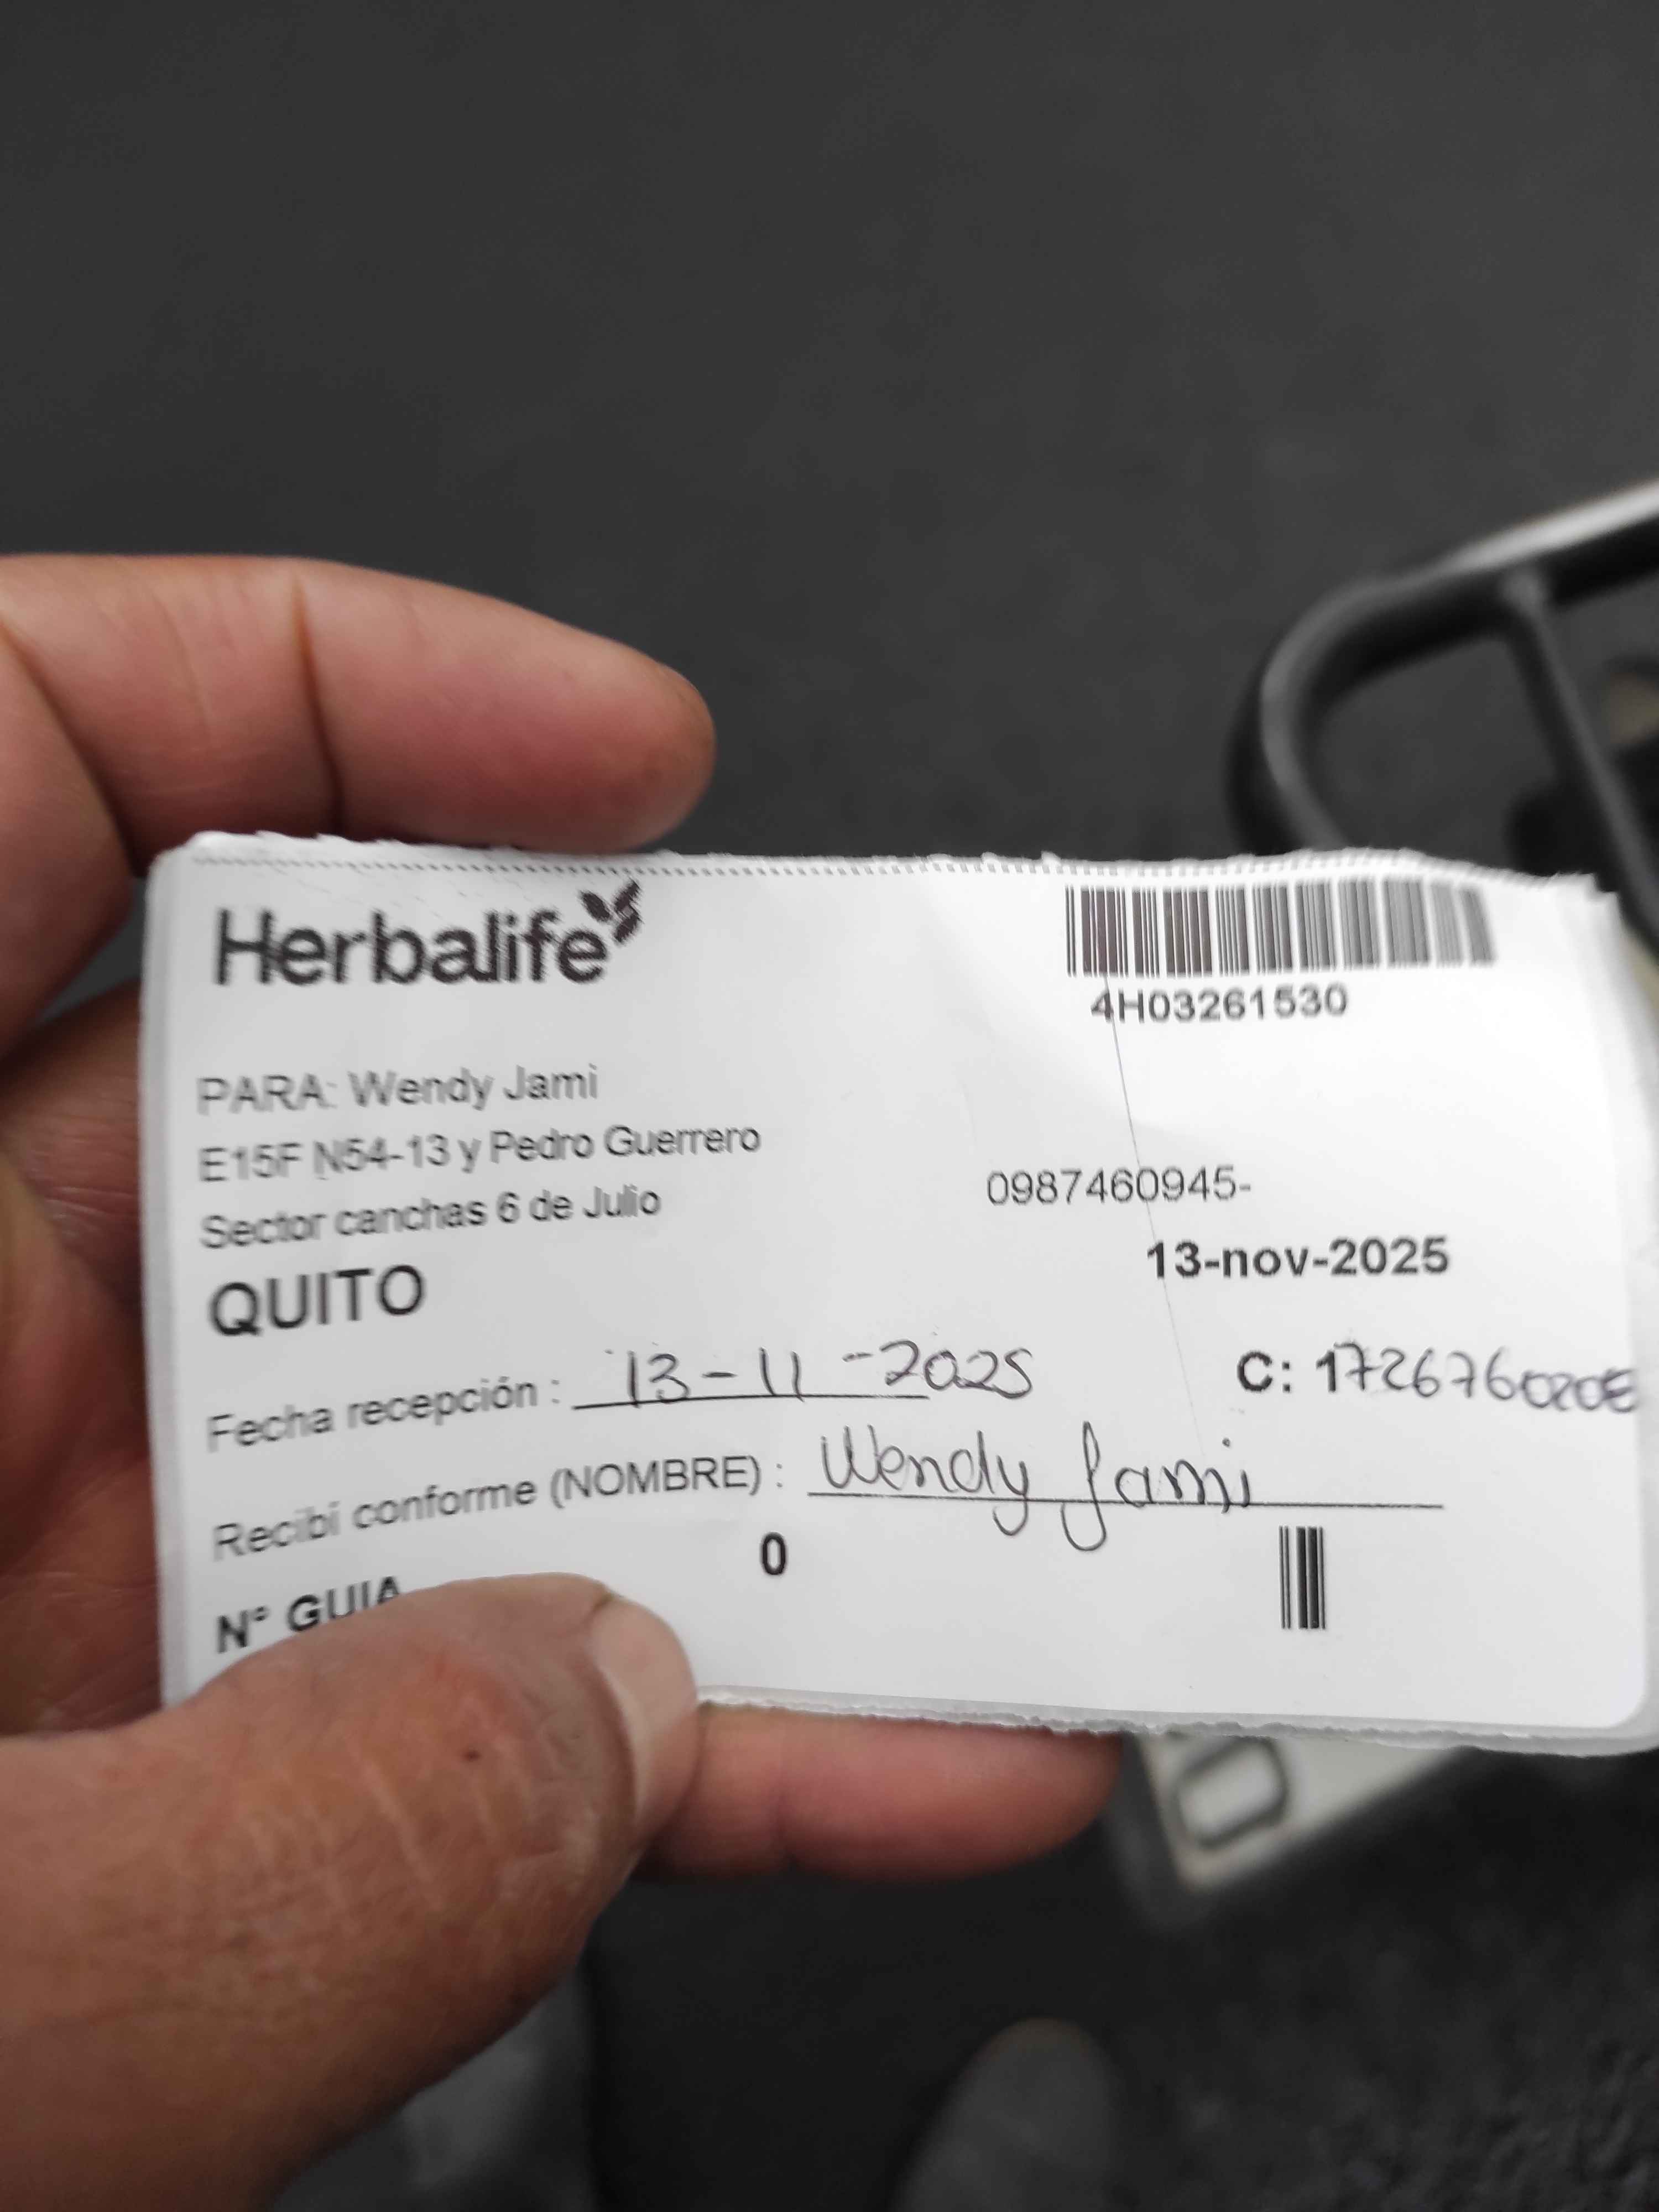 Herbalife
4H03261530
PARA: Wendy Jami
E15F N54-13 y Pedro Guerrero
0987460945-
Sector canchas 6 de Julio
13-nov-2025
QUITO
Fecha recepción : 13-11-2025
C:
Recibí conforme (NOMBRE) : Wendy Jami
N° GUIA
0